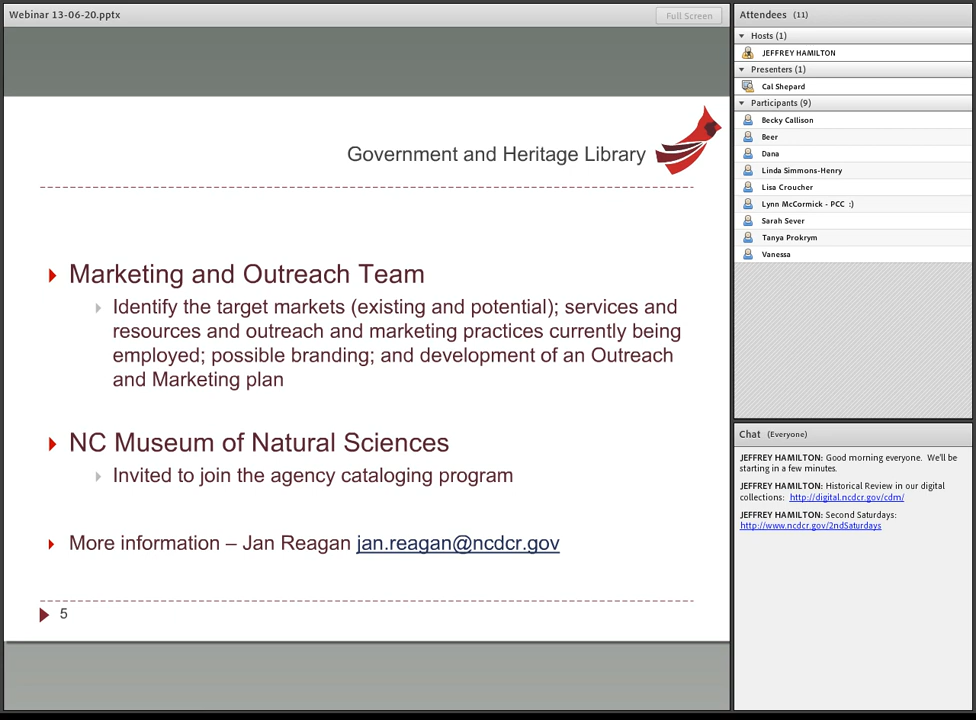 Webinar 13-06-20.pptx
Full Screen
Government and Heritage Library
Marketing and Outreach Team
Identify the target markets (existing and potential); services and
resources and outreach and marketing practices currently being
employed; possible branding; and development of an Outreach
and Marketing plan
NC Museum of Natural Sciences
Invited to join the agency cataloging program
More information – Jan Reagan jan.reagan@ncdcr.gov
5
Attendees (11)
Hosts (1)
JEFFREY HAMILTON
Presenters (1)
Cal Shepard
Participants (9)
Becky Callison
Beer
Dana
Linda Simmons-Henry
Lisa Croucher
Lynn McCormick - PCC :)
Sarah Sever
Tanya Prokrym
Vanessa
Chat (Everyone)
JEFFREY HAMILTON: Good morning everyone. We'll be
starting in a few minutes.
JEFFREY HAMILTON: Historical Review in our digital
collections: http://digital.ncdcr.gov/cdm/
JEFFREY HAMILTON: Second Saturdays:
http://www.ncdcr.gov/2ndSaturdays